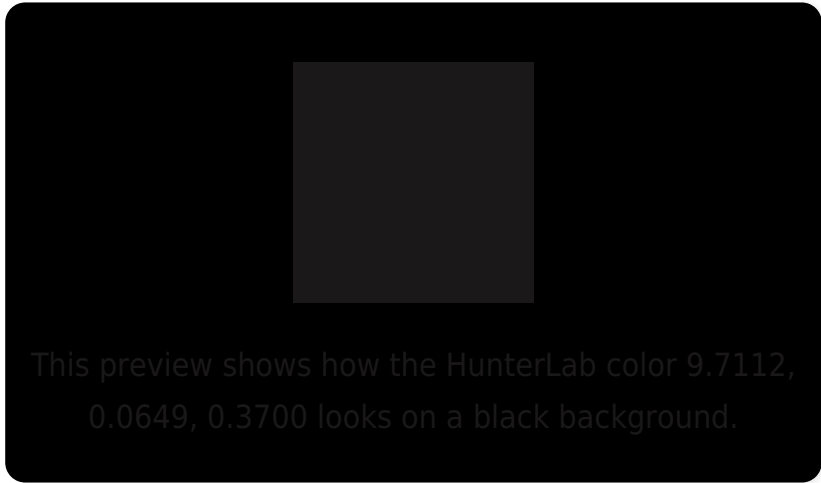 This preview shows how the HunterLab color 9.7112,
0.0649, 0.3700 looks on a black background.